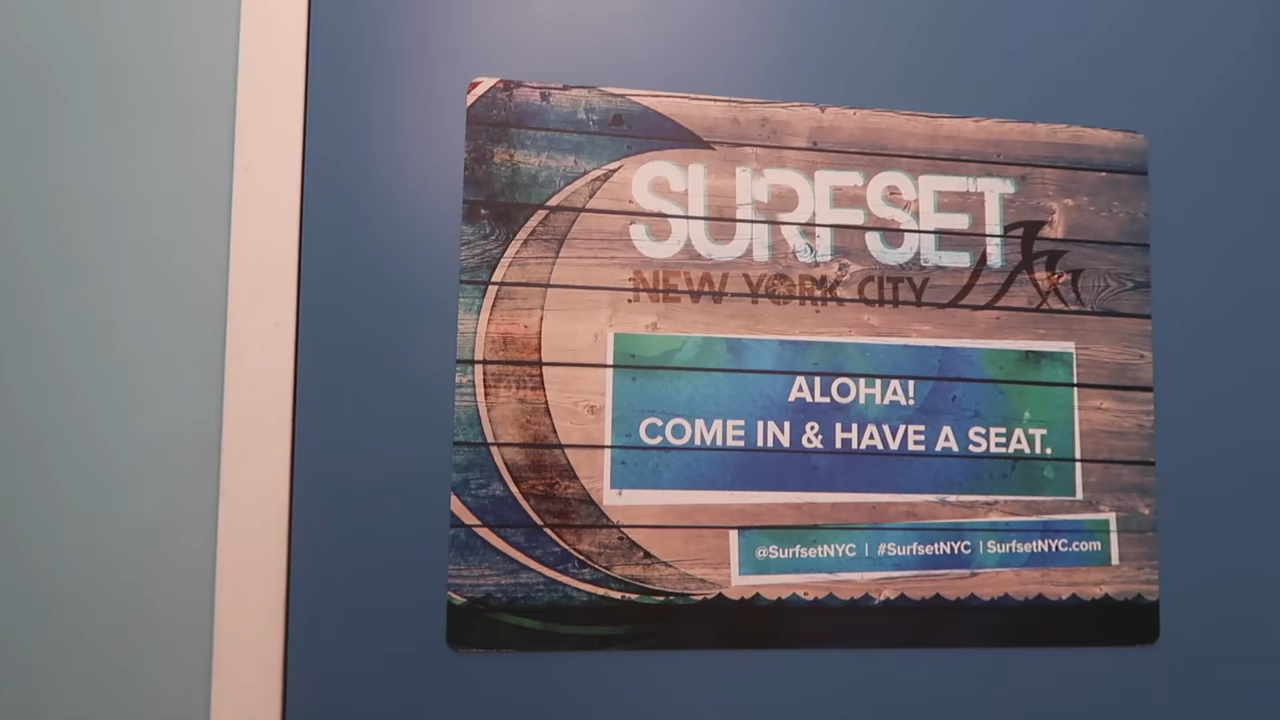 SURFSET
NEW YORK CITY
ALOHA!
COME IN & HAVE A SEAT.
@SurfsetNYC | #SurfsetNYC | SurfsetNYC.com